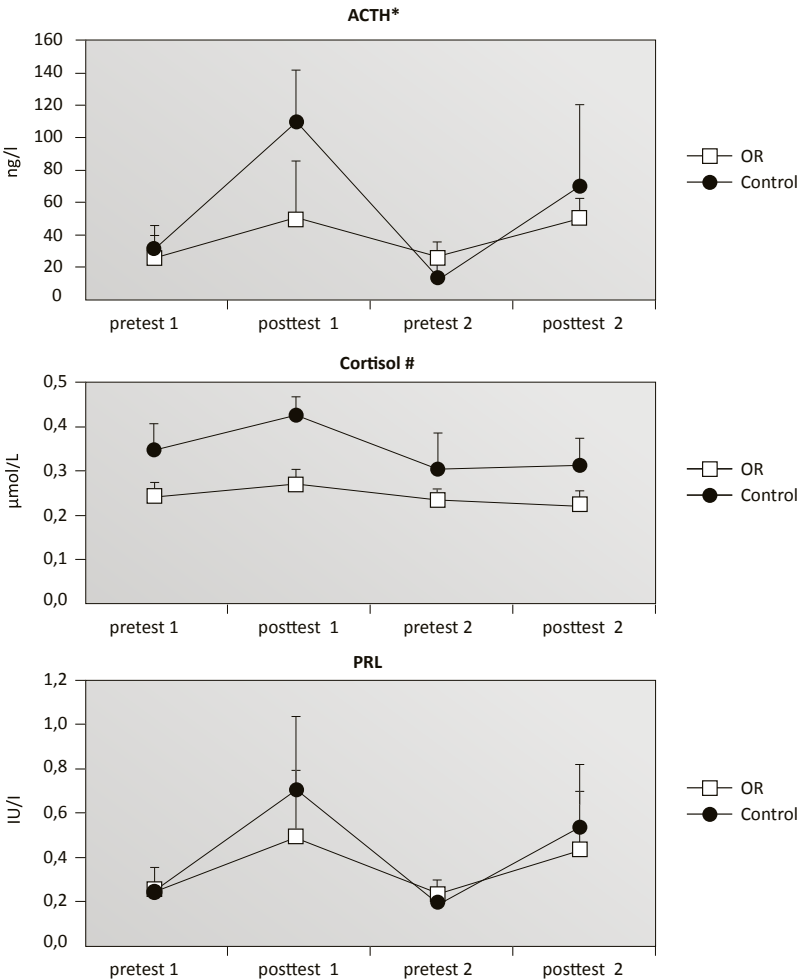 ACTH*
160
140
120
100
80
60
40
20
0
ng/l
pretest 1 posttest 1 pretest 2 posttest 2
OR
Control
Cortisol #
0,5
0,4
0,3
0,2
0,1
0,0
µmol/L
pretest 1 posttest 1 pretest 2 posttest 2
OR
Control
PRL
1,2
1,0
0,8
0,6
0,4
0,2
0,0
IU/l
pretest 1 posttest 1 pretest 2 posttest 2
OR
Control